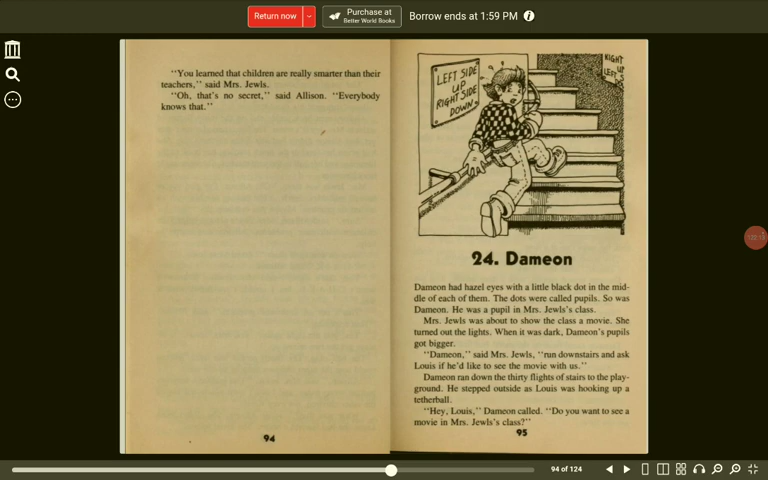 Return now
Purchase at
Better World Books
Borrow ends at 1:59 PM
"You learned that children are really smarter than their
teachers," said Mrs. Jewls.
"Oh, that's no secret," said Allison. "Everybody
knows that."
94
LEFT SIDE
UP
RIGHT SIDE
DOWN
RIGHT
UP
LEFT S
24. Dameon
Dameon had hazel eyes with a little black dot in the mid-
dle of each of them. The dots were called pupils. So was
Dameon. He was a pupil in Mrs. Jewls's class.
Mrs. Jewls was about to show the class a movie. She
turned out the lights. When it was dark, Dameon's pupils
got bigger.
"Dameon," said Mrs. Jewls, "run downstairs and ask
Louis if he'd like to see the movie with us."
Dameon ran down the thirty flights of stairs to the play-
ground. He stepped outside as Louis was hooking up a
tetherball.
"Hey, Louis," Dameon called. "Do you want to see a
movie in Mrs. Jewls's class?"
95
94 of 124